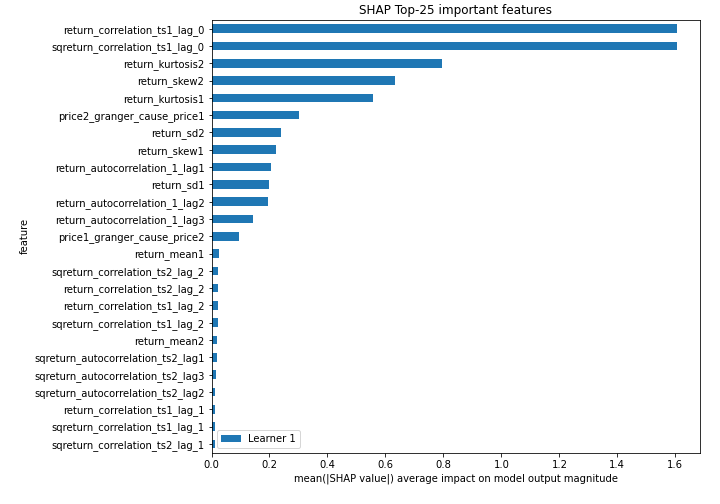 SHAP Top-25 important features
return_correlation_ts1_lag_0
sqreturn_correlation_ts1_lag_0
return_kurtosis2
return_skew2
return_kurtosis1
price2_granger_cause_price1
return_sd2
return_skew1
return_autocorrelation_1_lag1
return_sd1
return_autocorrelation_1_lag2
return_autocorrelation_1_lag3
price1_granger_cause_price2
return_mean1
sqreturn_correlation_ts2_lag_2
return_correlation_ts2_lag_2
return_correlation_ts1_lag_2
sqreturn_correlation_ts1_lag_2
return_mean2
sqreturn_autocorrelation_ts2_lag1
sqreturn_autocorrelation_ts2_lag3
sqreturn_autocorrelation_ts2_lag2
return_correlation_ts1_lag_1
sqreturn_correlation_ts1_lag_1
sqreturn_correlation_ts2_lag_1
feature
Learner 1
0.0 0.2 0.4 0.6 0.8 1.0 1.2 1.4 1.6
mean(|SHAP value|) average impact on model output magnitude